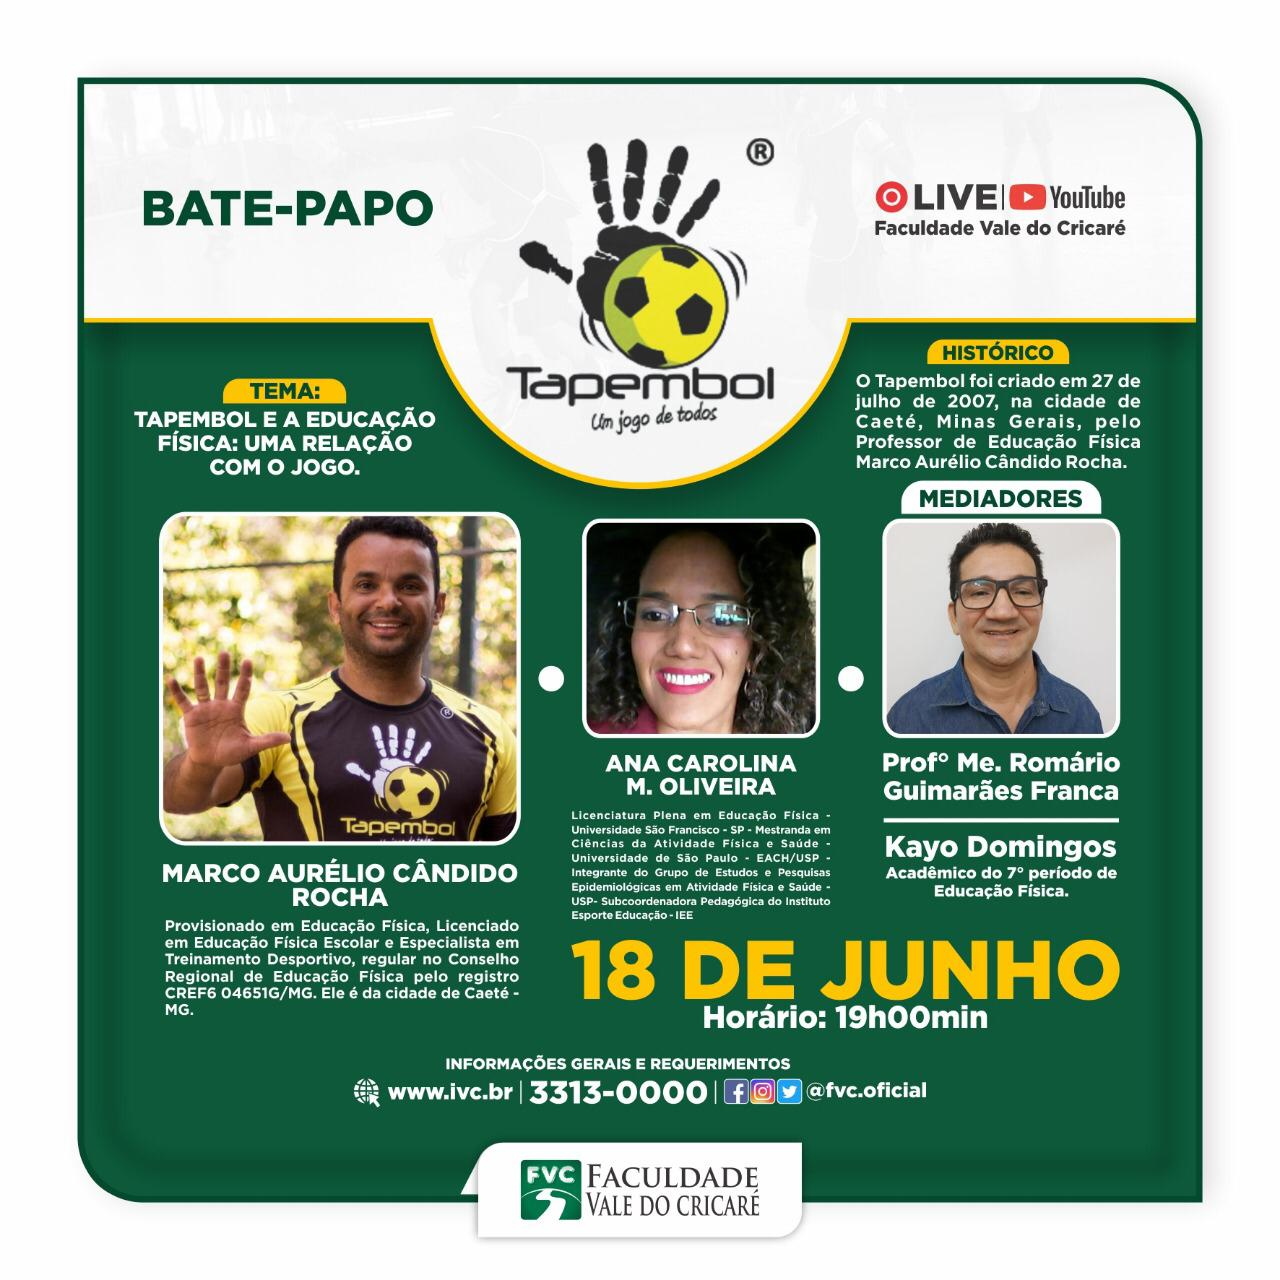 BATE-PAPO
®
Tapembol
Um jogo de todos
LIVE | YouTube
Faculdade Vale do Cricaré
TEMA:
TAPEMBOL E A EDUCAÇÃO
FÍSICA: UMA RELAÇÃO
COM O JOGO.
HISTÓRICO
O Tapembol foi criado em 27 de
julho de 2007, na cidade de
Caeté, Minas Gerais, pelo
Professor de Educação Física
Marco Aurélio Cândido Rocha.
MEDIADORES
®
Tapembol
MARCO AURÉLIO CÂNDIDO
ROCHA
Provisionado em Educação Física, Licenciado
em Educação Física Escolar e Especialista em
Treinamento Desportivo, regular no Conselho
Regional de Educação Física pelo registro
CREF6 04651G/MG. Ele é da cidade de Caeté -
MG.
ANA CAROLINA
M. OLIVEIRA
Licenciatura Plena em Educação Física -
Universidade São Francisco - SP - Mestranda em
Ciências da Atividade Física e Saúde -
Universidade de São Paulo - EACH/USP -
Integrante do Grupo de Estudos e Pesquisas
Epidemiológicas em Atividade Física e Saúde -
USP- Subcoordenadora Pedagógica do Instituto
Esporte Educação - IEE
Prof° Me. Romário
Guimarães Franca
Kayo Domingos
Acadêmico do 7° período de
Educação Física.
18 DE JUNHO
Horário: 19h00min
INFORMAÇÕES GERAIS E REQUERIMENTOS
www.ivc.br | 3313-0000 | @fvc.oficial
FVC FACULDADE
VALE DO CRICARÉ